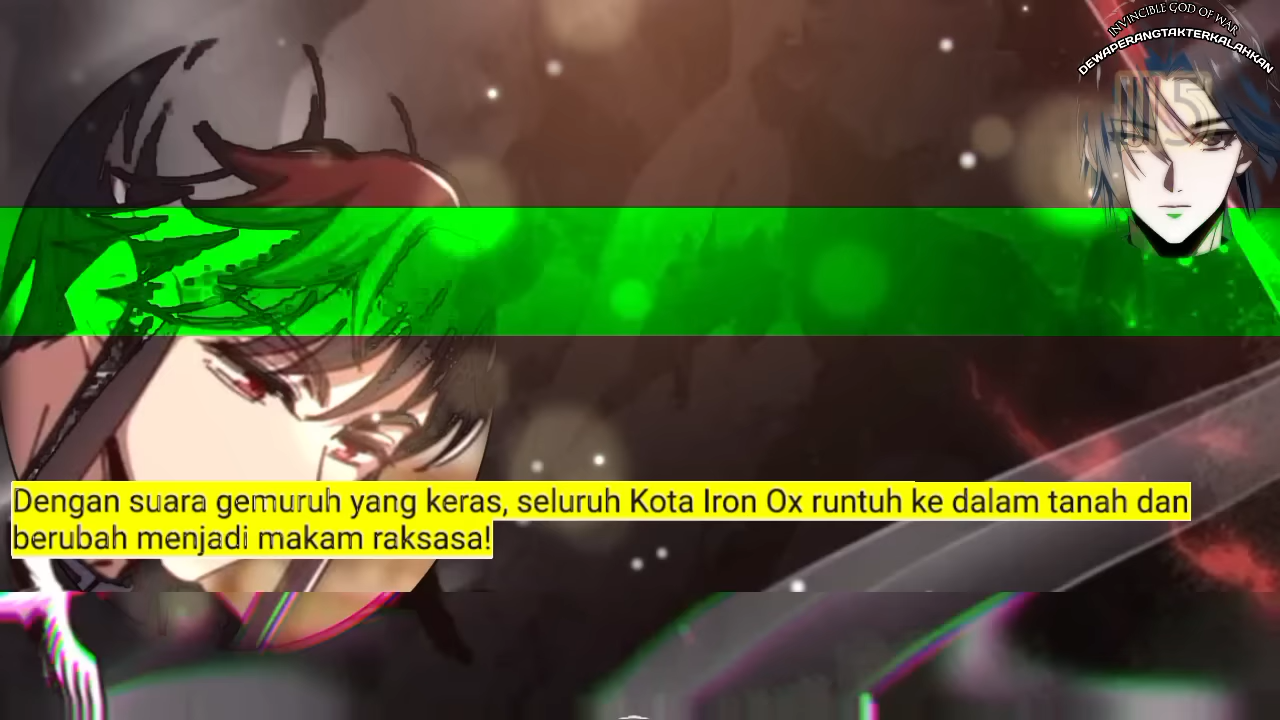 INVINCIBLE GOD OF WAR
DEWAPERANGTAKTERKALAHKAN
Dengan suara gemuruh yang keras, seluruh Kota Iron Ox runtuh ke dalam tanah dan
berubah menjadi makam raksasa!